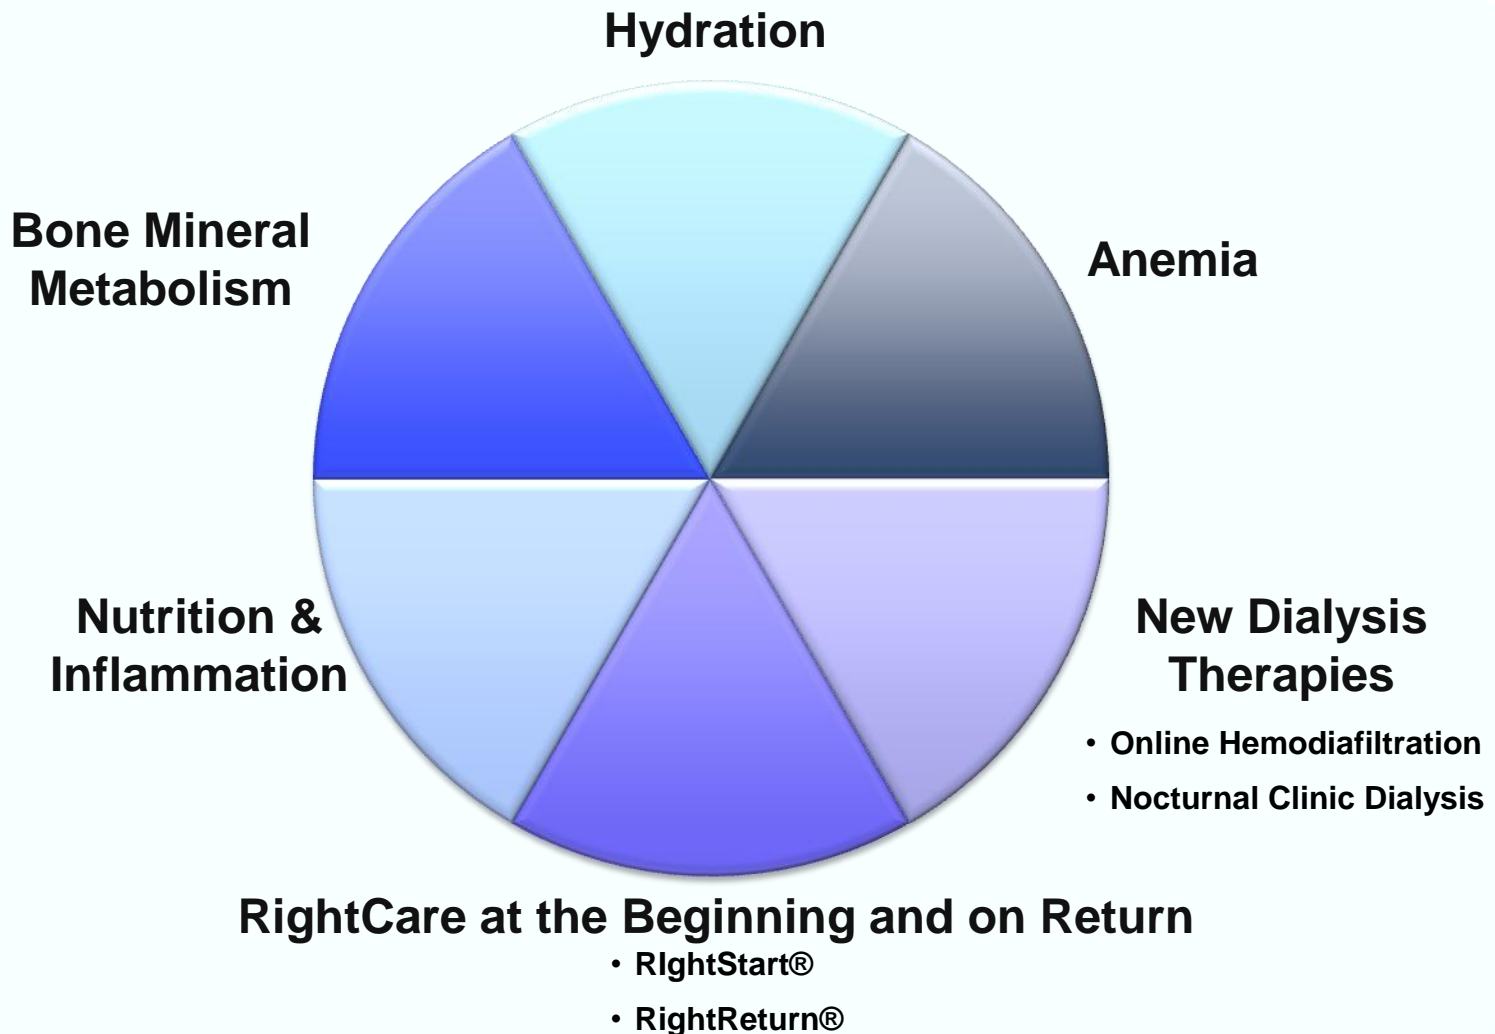 Hydration
Bone Mineral
Metabolism
Anemia
Nutrition &
Inflammation
New Dialysis
Therapies
• Online Hemodiafiltration
• Nocturnal Clinic Dialysis
RightCare at the Beginning and on Return
• RIghtStart®
• RightReturn®